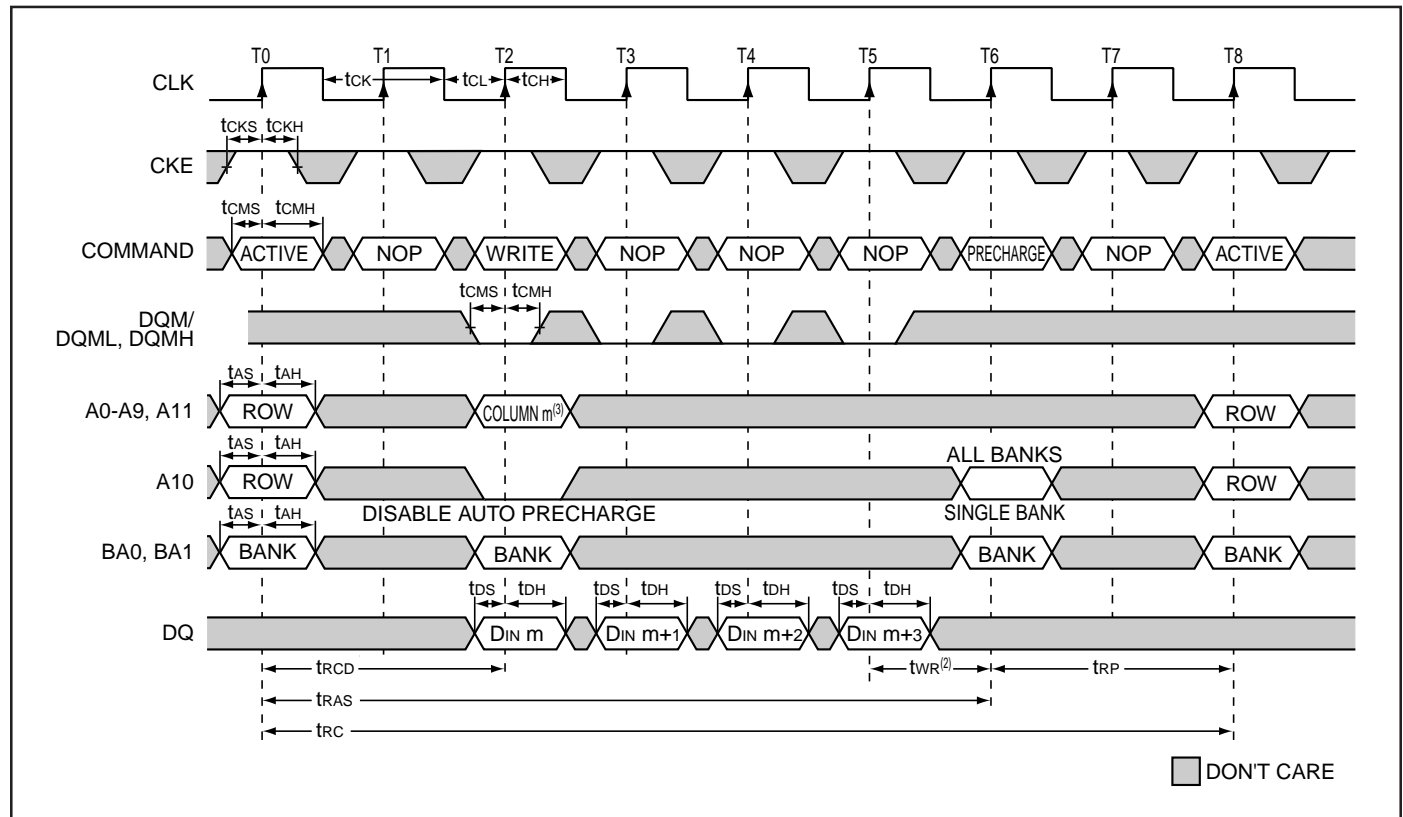 T0 T1 T2 T3 T4 T5 T6 T7 T8
CLK
tCK tCL tCH
tCKS tCKH
CKE
tCMS tCMH
COMMAND ACTIVE NOP WRITE NOP NOP NOP PRECHARGE NOP ACTIVE
tCMS tCMH
DQM/
DQML, DQMH
tAS tAH
A0-A9, A11 ROW COLUMN m(3) ROW
tAS tAH ALL BANKS
A10 ROW ROW
DISABLE AUTO PRECHARGE SINGLE BANK
tAS tAH
BA0, BA1 BANK BANK BANK BANK
tDS tDH tDS tDH tDS tDH tDS tDH
DQ DIN m DIN m+1 DIN m+2 DIN m+3
tRCD tWR(2) tRP
tRAS
tRC
DON'T CARE